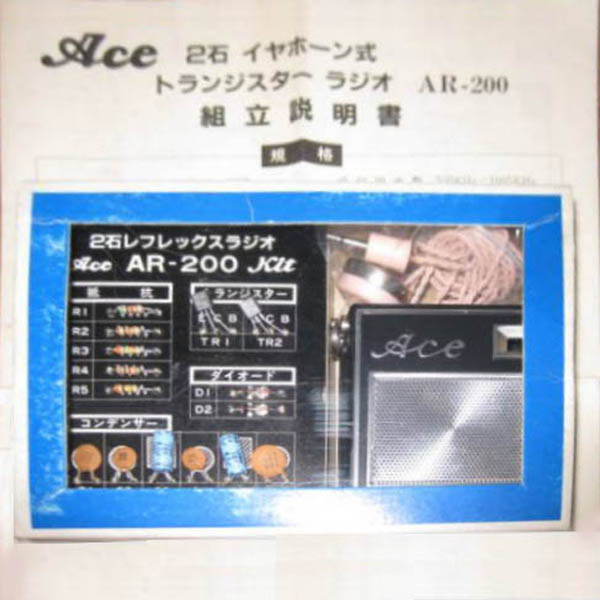 Ace 2石 イヤホーン式
トランジスター ラジオ AR-200
組立説明書
規格
2石レフレックスラジオ
Ace AR-200 Kit
抵抗
R1
R2
R3
R4
R5
トランジスター
E C B E C B
TR1 TR2
ダイオード
D1
D2
コンデンサー
Ace